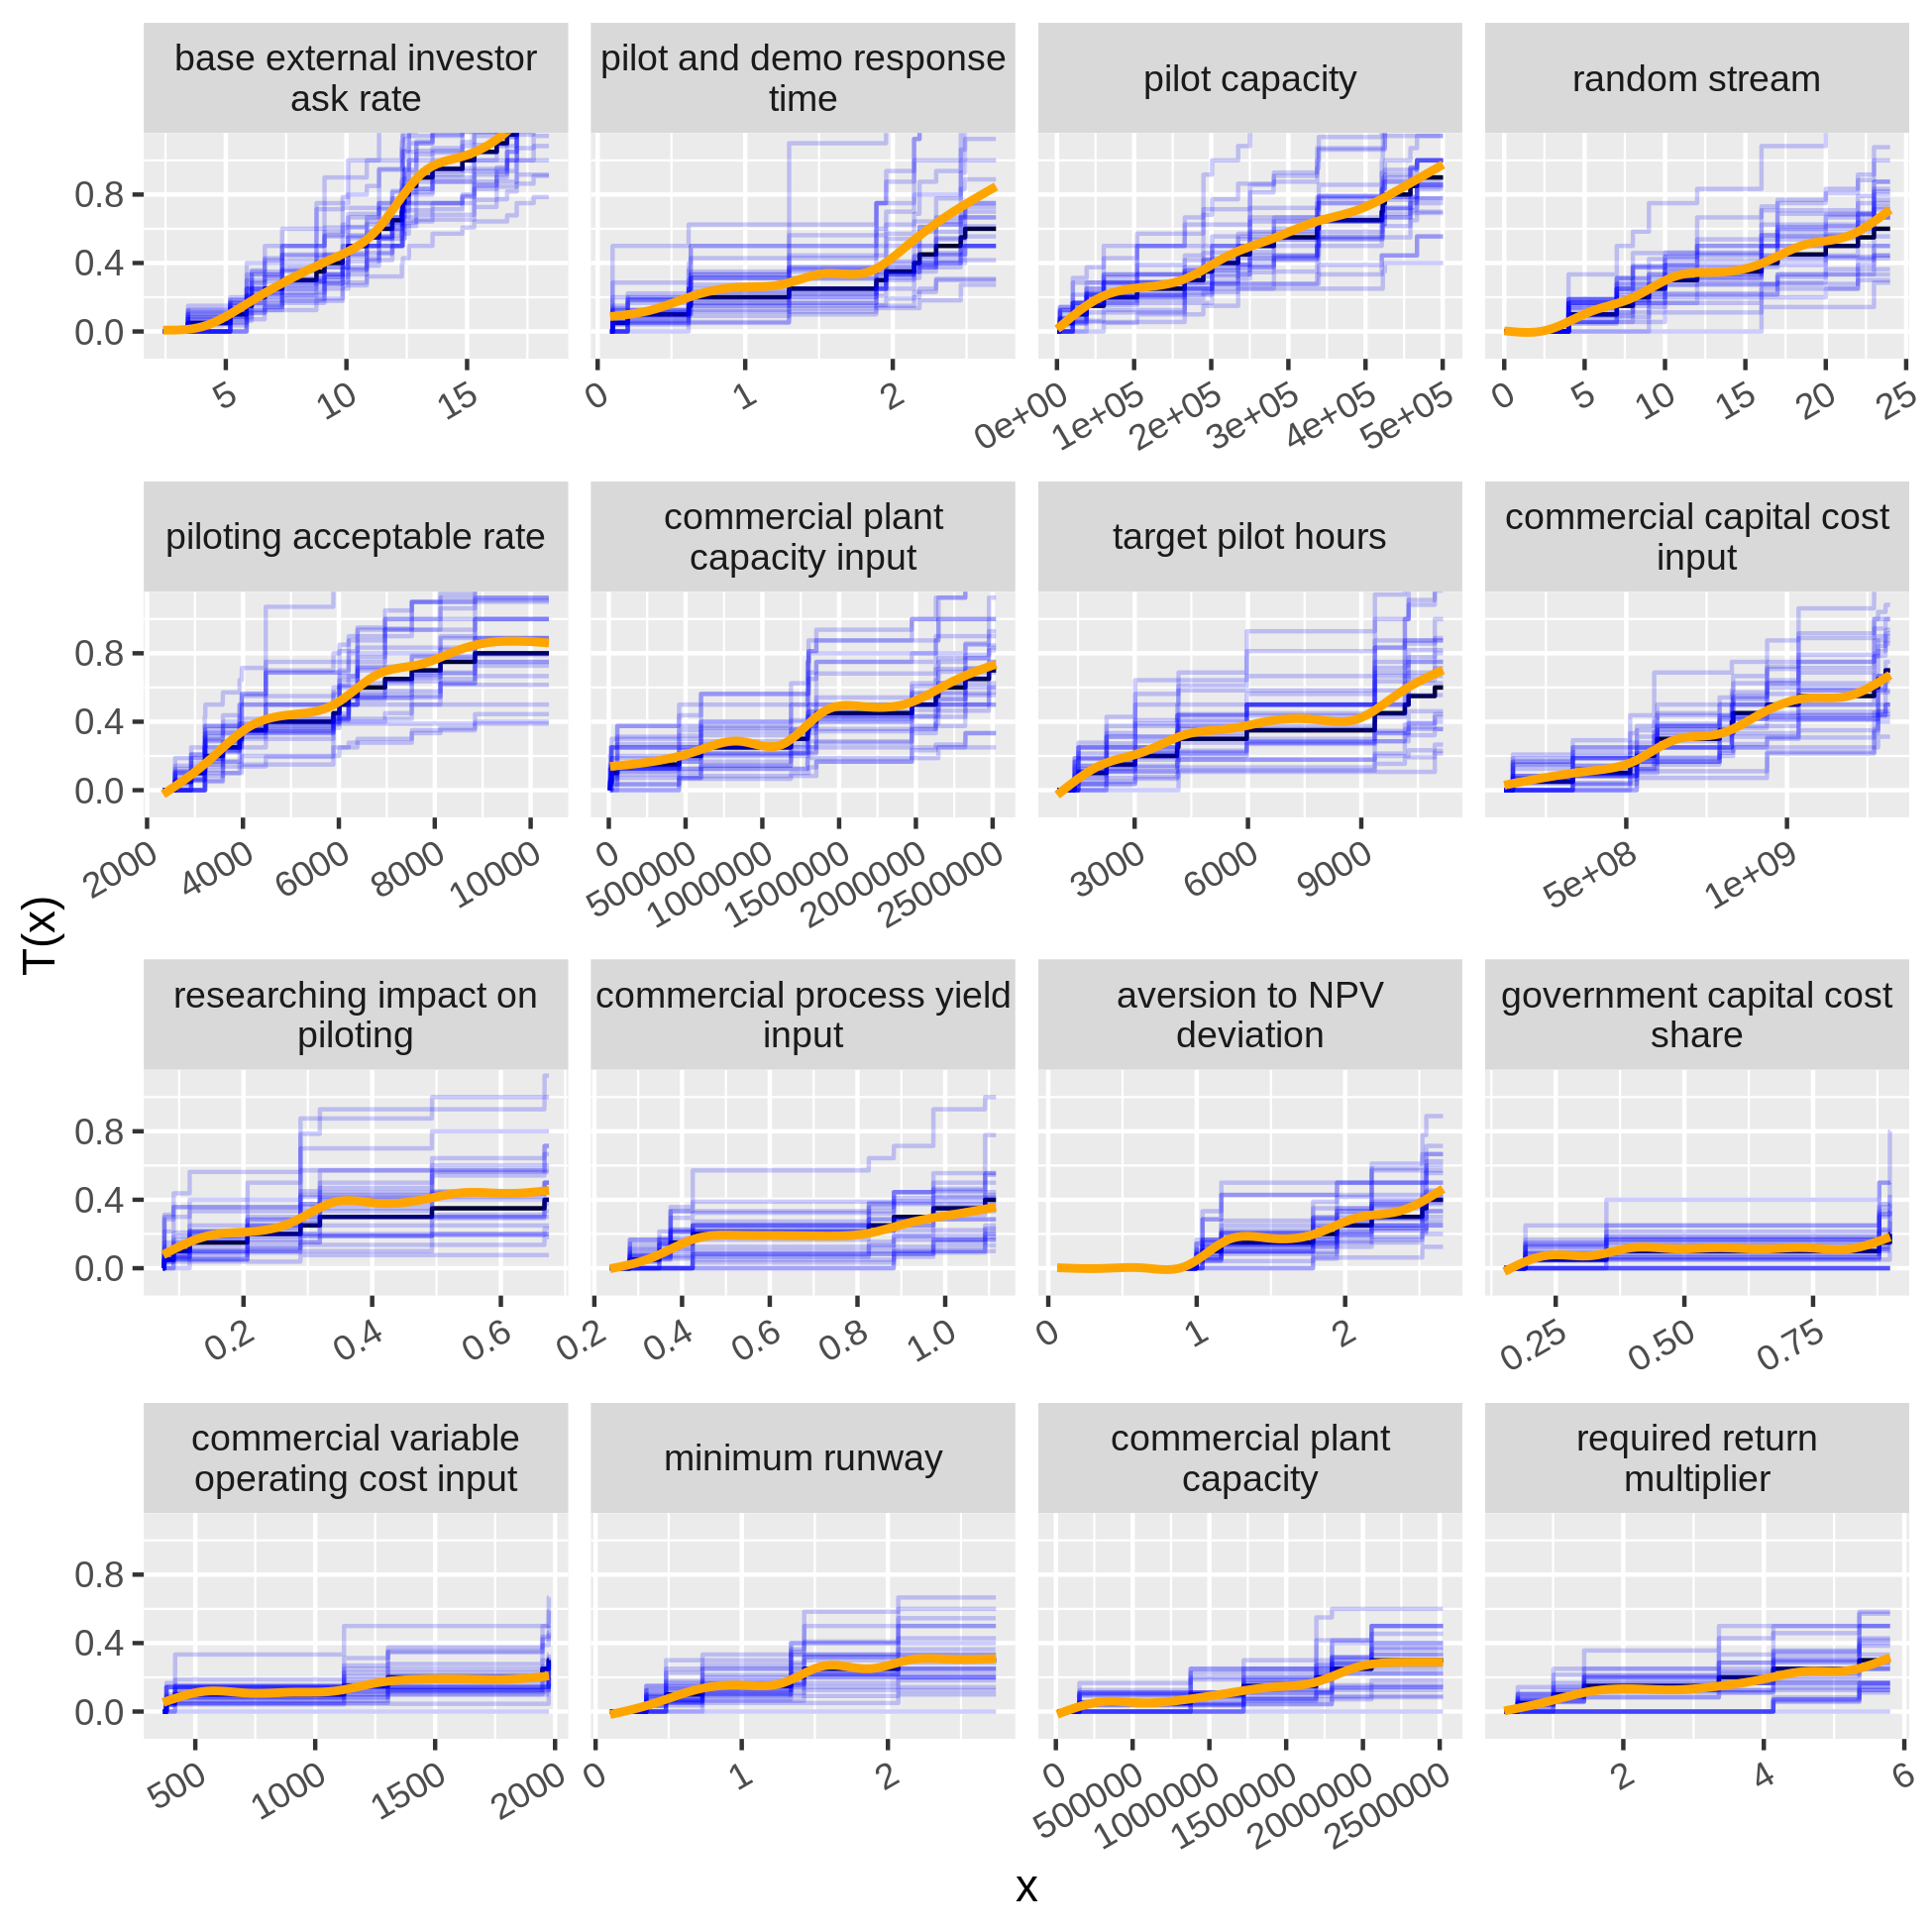 base external investor
ask rate
pilot and demo response
time
pilot capacity
random stream
0.8
0.4
0.0
5
10
15
0
1
2
0e+00
1e+05
2e+05
3e+05
4e+05
5e+05
0
5
10
15
20
25
piloting acceptable rate
commercial plant
capacity input
target pilot hours
commercial capital cost
input
0.8
0.4
0.0
2000
4000
6000
8000
10000
0
500000
1000000
1500000
2000000
2500000
3000
6000
9000
5e+08
1e+09
T(x)
researching impact on
piloting
commercial process yield
input
aversion to NPV
deviation
government capital cost
share
0.8
0.4
0.0
0.2
0.4
0.6
0.2
0.4
0.6
0.8
1.0
0
1
2
0.25
0.50
0.75
commercial variable
operating cost input
minimum runway
commercial plant
capacity
required return
multiplier
0.8
0.4
0.0
500
1000
1500
2000
0
1
2
0
500000
1000000
1500000
2000000
2500000
2
4
6
x